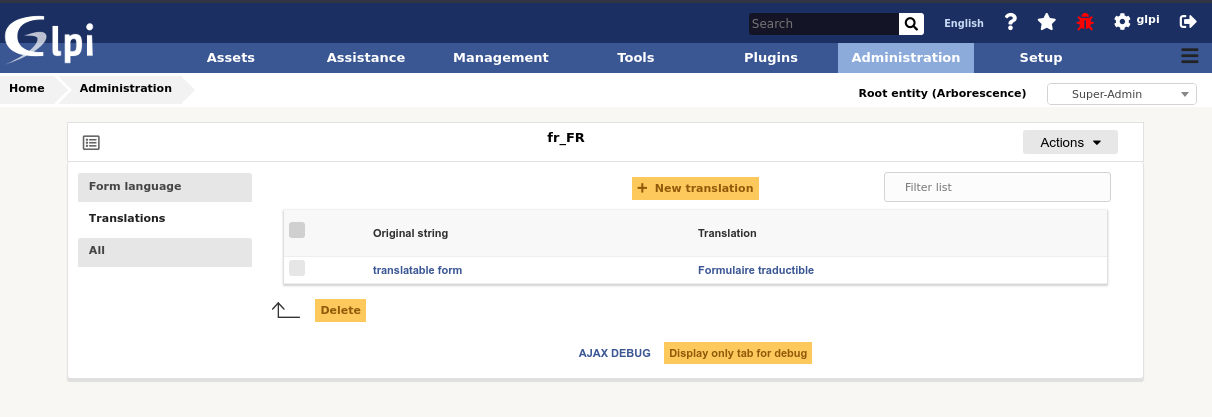 Glpi
Search
English
glpi
Assets
Assistance
Management
Tools
Plugins
Administration
Setup
Home
Administration
Root entity (Arborescence)
Super-Admin
fr_FR
Actions
Form language
Translations
All
+ New translation
Filter list
Original string
Translation
translatable form
Formulaire traductible
Delete
AJAX DEBUG
Display only tab for debug